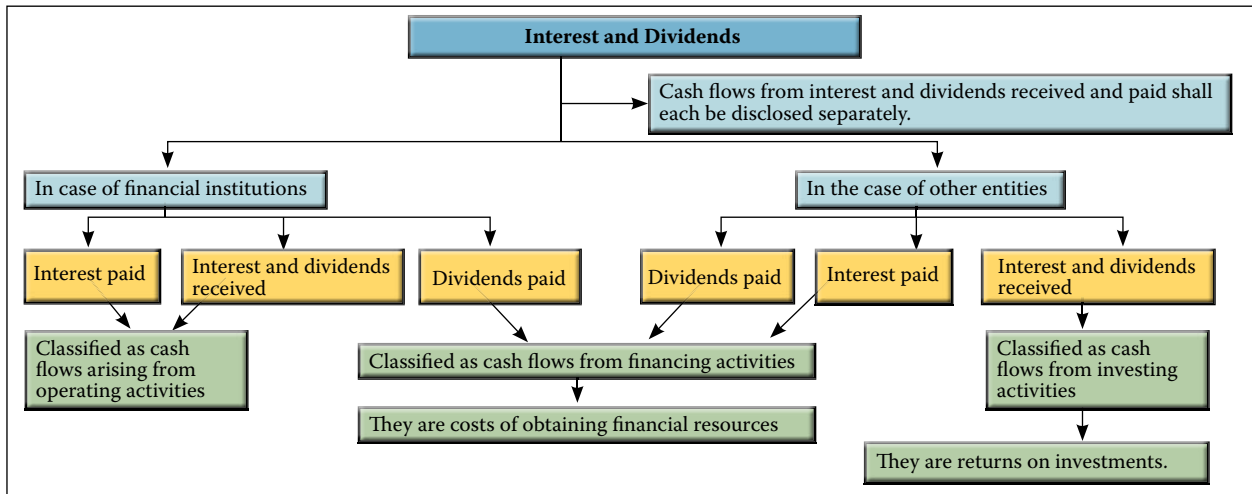 Interest and Dividends
Cash flows from interest and dividends received and paid shall
each be disclosed separately.
In case of financial institutions
In the case of other entities
Interest paid
Interest and dividends
received
Dividends paid
Dividends paid
Interest paid
Interest and dividends
received
Classified as cash
flows arising from
operating activities
Classified as cash flows from financing activities
Classified as cash
flows from investing
activities
They are costs of obtaining financial resources
They are returns on investments.